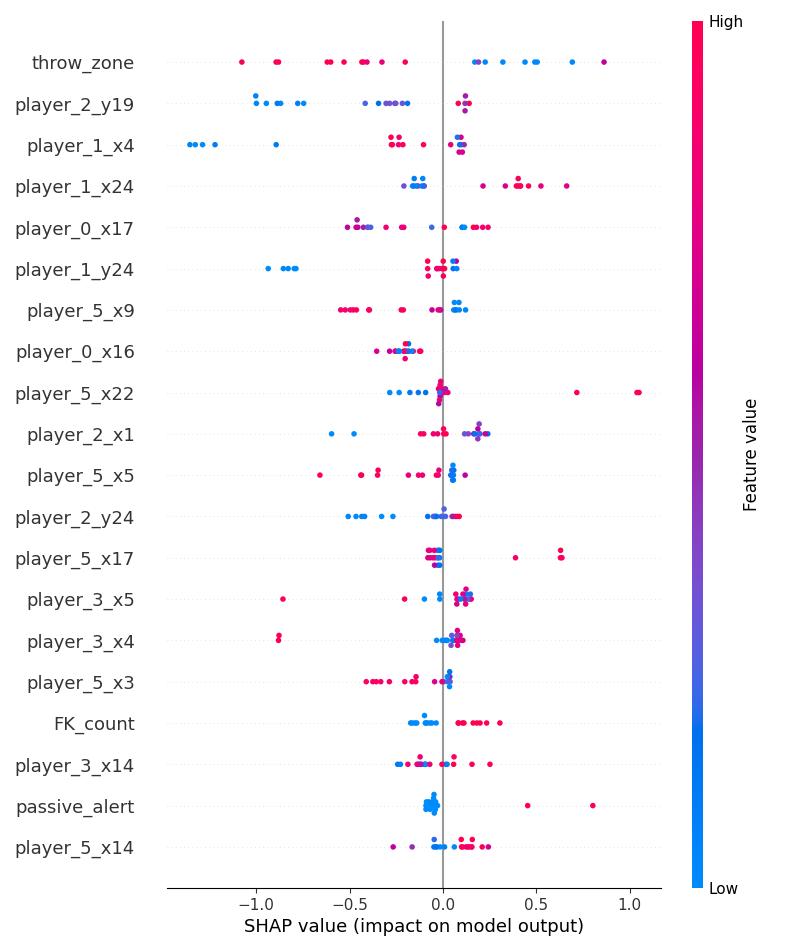 throw_zone
player_2_y19
player_1_x4
player_1_x24
player_0_x17
player_1_y24
player_5_x9
player_0_x16
player_5_x22
player_2_x1
player_5_x5
player_2_y24
player_5_x17
player_3_x5
player_3_x4
player_5_x3
FK_count
player_3_x14
passive_alert
player_5_x14
−1.0 −0.5 0.0 0.5 1.0
SHAP value (impact on model output)
High
Feature value
Low